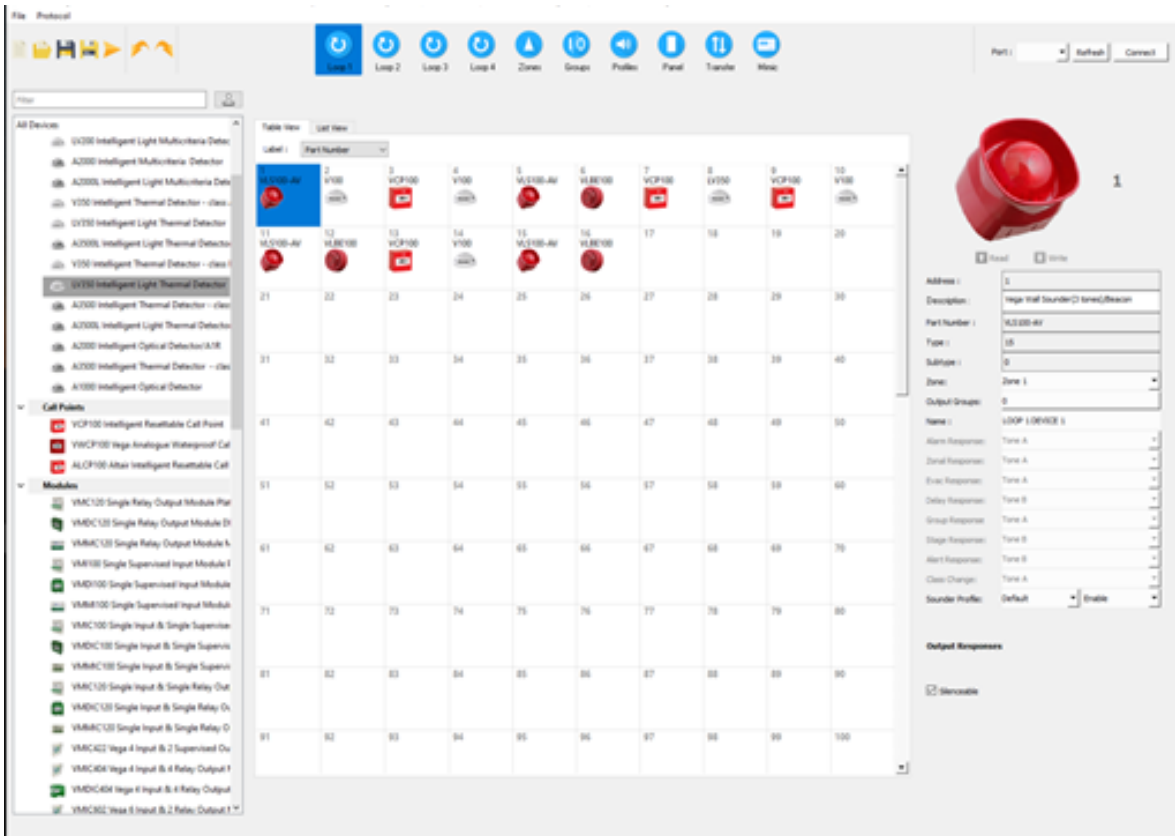 File Protocol
Loop 1 Loop 2 Loop 3 Loop 4 Zones Groups Profiles Panel Transfer Mimic
Port : Refresh Connect
Filter
All Devices
LV200 Intelligent Light Multicriteria Detec
A2000 Intelligent Multicriteria Detector
A2000L Intelligent Light Multicriteria Dete
V350 Intelligent Thermal Detector - class
LV350 Intelligent Light Thermal Detector
A3500L Intelligent Light Thermal Detector
V350 Intelligent Thermal Detector - class
LV350 Intelligent Light Thermal Detector
A3500 Intelligent Thermal Detector - clas
A3500L Intelligent Light Thermal Detector
A2000 Intelligent Optical Detector/A1R
A3500 Intelligent Thermal Detector - clas
A1000 Intelligent Optical Detector
Call Points
VCP100 Intelligent Resettable Call Point
VWCP100 Vega Analogue Waterproof Cal
ALCP100 Altair Intelligent Resettable Call
Modules
VMC120 Single Relay Output Module
VMDC120 Single Relay Output Module
VMMC120 Single Relay Output Module
VMI100 Single Supervised Input Module
VMDI100 Single Supervised Input Module
VMMI100 Single Supervised Input Module
VMIC100 Single Input & Single Supervise
VMDIC100 Single Input & Single Supervis
VMMIC100 Single Input & Single Supervi
VMIC120 Single Input & Single Relay Out
VMDIC120 Single Input & Single Relay Ou
VMMIC120 Single Input & Single Relay O
VMIC422 Vega 4 Input & 2 Supervised Ou
VMIC404 Vega 4 Input & 4 Relay Output
VMDIC404 Vega 4 Input & 4 Relay Output
VMIC602 Vega 6 Input & 2 Relay Output
Table View List View
Label : Part Number
1 2 3 4 5 6 7 8 9 10
VLS100-AV V100 VCP100 V100 VLS100-AV VLBE100 VCP100 LV350 VCP100 V100
11 12 13 14 15 16 17 18 19 20
VLS100-AV VLBE100 VCP100 V100 VLS100-AV VLBE100
21 22 23 24 25 26 27 28 29 30
31 32 33 34 35 36 37 38 39 40
41 42 43 44 45 46 47 48 49 50
51 52 53 54 55 56 57 58 59 60
61 62 63 64 65 66 67 68 69 70
71 72 73 74 75 76 77 78 79 80
81 82 83 84 85 86 87 88 89 90
91 92 93 94 95 96 97 98 99 100
1
Read Write
Address : 1
Description : Vega Wall Sounder(3 tones)/Beacon
Part Number : VLS100-AV
Type : 15
Subtype : 0
Zone: Zone 1
Output Groups: 0
Name : LOOP 1 DEVICE 1
Alarm Response: Tone A
Zonal Response: Tone A
Evac Response: Tone A
Delay Response: Tone B
Group Response: Tone A
Stage Response: Tone B
Alert Response: Tone B
Class Change: Tone A
Sounder Profile: Default Enable
Output Responses
Silenceable